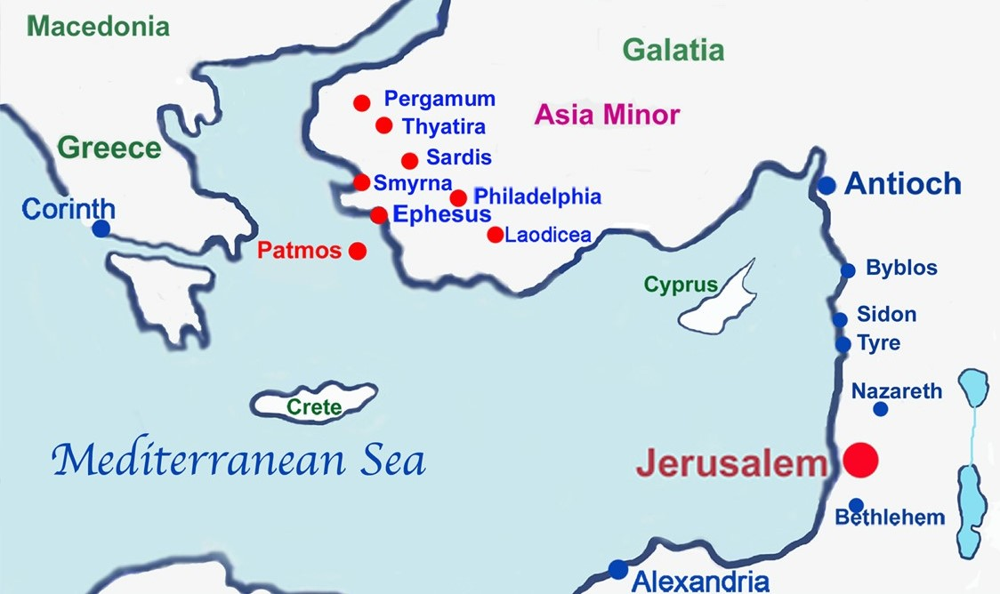 Macedonia
Galatia
Pergamum
Asia Minor
Thyatira
Greece
Sardis
Smyrna
Antioch
Philadelphia
Corinth
Ephesus
Laodicea
Patmos
Byblos
Cyprus
Sidon
Tyre
Nazareth
Crete
Mediterranean Sea
Jerusalem
Bethlehem
Alexandria